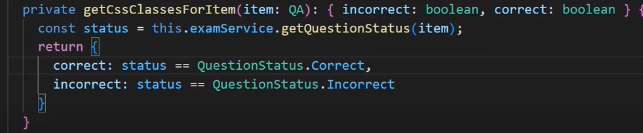 private getCssClassesForItem(item: QA): { incorrect: boolean, correct: boolean } {
const status = this.examService.getQuestionStatus(item);
return {
correct: status == QuestionStatus.Correct,
incorrect: status == QuestionStatus.Incorrect
}
}